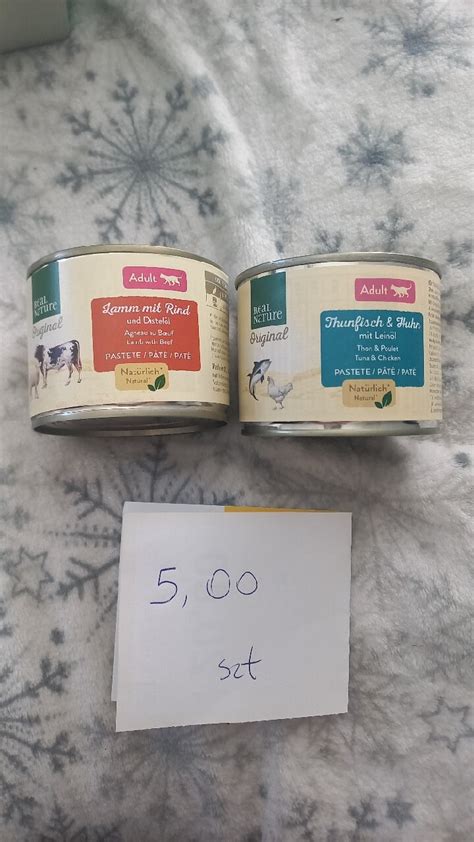 Adult
REAL
NATURE
Original
Lamm mit Rind
und Distelöl
Agneau au Bœuf
Lamb with Beef
PASTETE / PÂTÉ / PATÉ
Natürlich*
Natural*
Adult
REAL
NATURE
Original
Thunfisch & Huhn
mit Leinöl
Thon & Poulet
Tuna & Chicken
PASTETE / PÂTÉ / PATÉ
Natürlich*
Natural*
5,00
szt